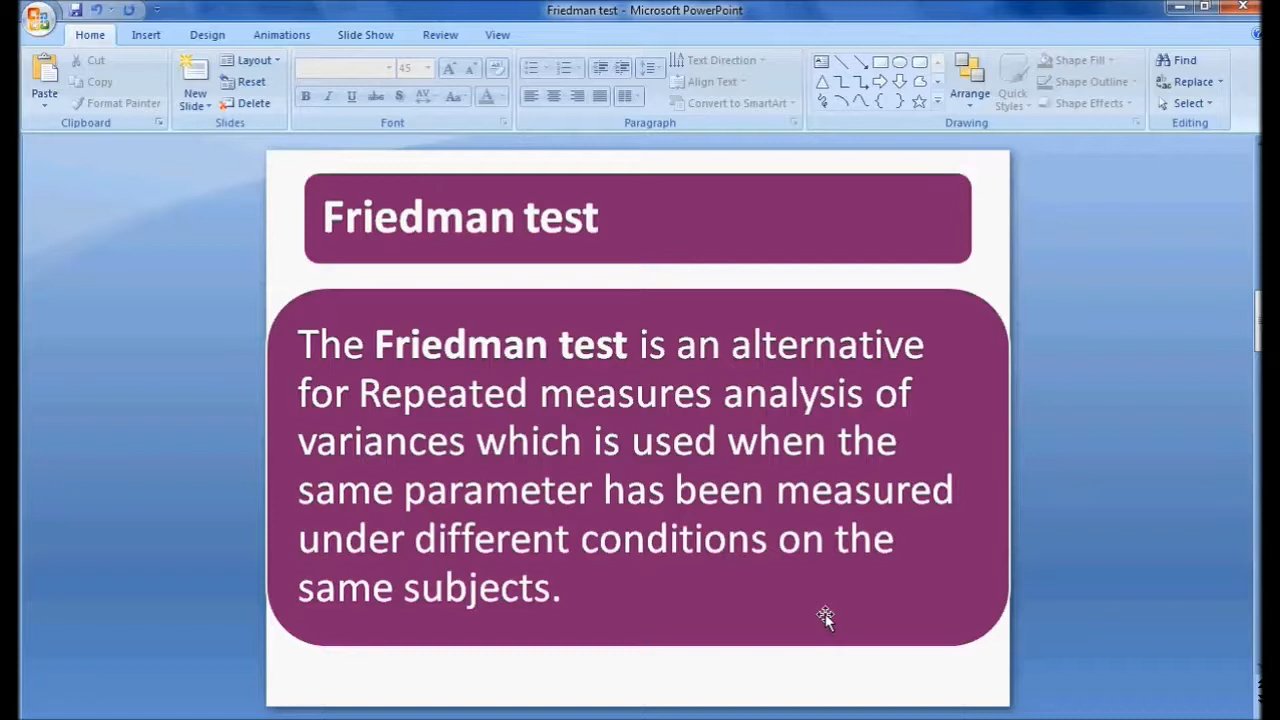 Friedman test - Microsoft PowerPoint
Home Insert Design Animations Slide Show Review View
Paste
Cut
Copy
Format Painter
Clipboard
New Slide
Layout
Reset
Delete
Slides
45
B I U abc S AV Aa A
Font
Text Direction
Align Text
Convert to SmartArt
Paragraph
Arrange
Quick Styles
Shape Fill
Shape Outline
Shape Effects
Drawing
Find
Replace
Select
Editing
Friedman test
The Friedman test is an alternative
for Repeated measures analysis of
variances which is used when the
same parameter has been measured
under different conditions on the
same subjects.